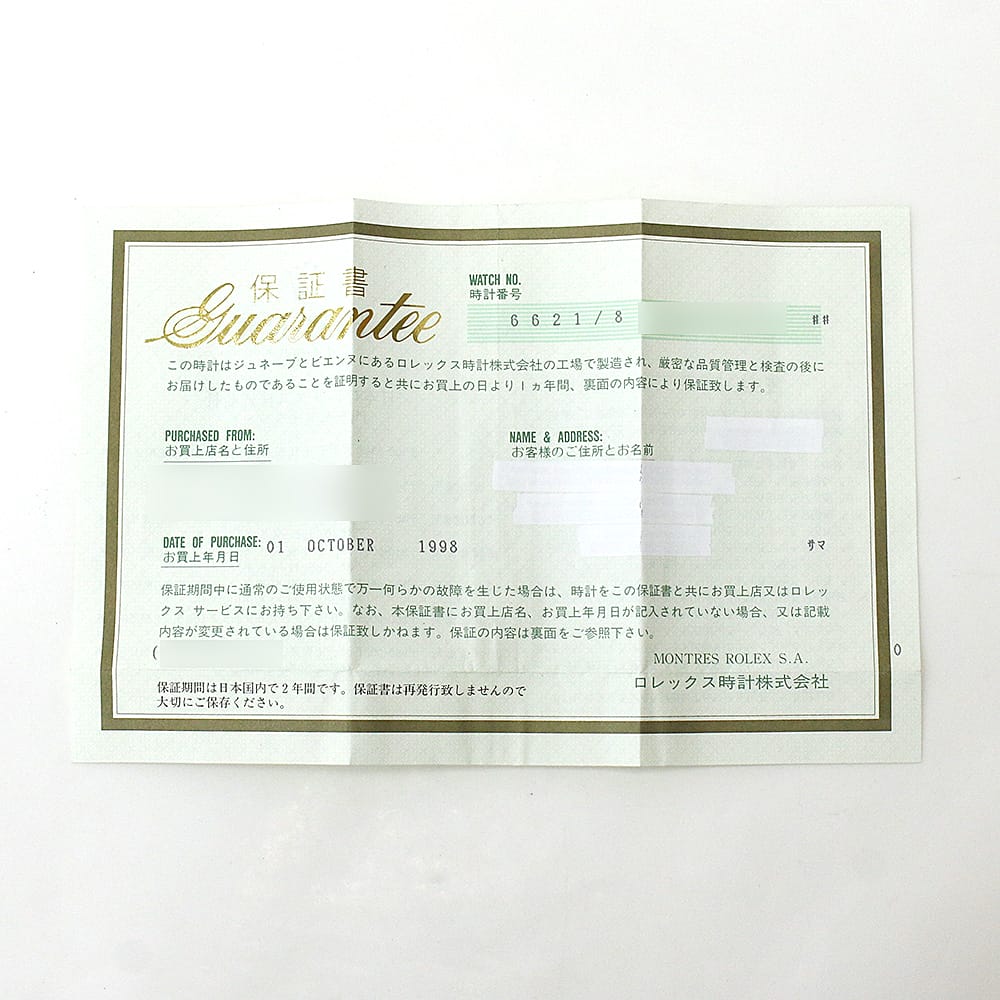 保証書
Guarantee
WATCH NO.
時計番号
6621/8
##
この時計はジュネーブとビエンヌにあるロレックス時計株式会社の工場で製造され、厳密な品質管理と検査の後に
お届けしたものであることを証明すると共にお買上の日より1ヵ年間、裏面の内容により保証致します。
PURCHASED FROM:
お買上店名と住所
NAME & ADDRESS:
お客様のご住所とお名前
DATE OF PURCHASE: 01 OCTOBER 1998
お買上年月日
サマ
保証期間中に通常のご使用状態で万一何らかの故障を生じた場合は、時計をこの保証書と共にお買上店又はロレッ
クス サービスにお持ち下さい。なお、本保証書にお買上店名、お買上年月日が記入されていない場合、又は記載
内容が変更されている場合は保証致しかねます。保証の内容は裏面をご参照下さい。
(
0
MONTRES ROLEX S.A.
ロレックス時計株式会社
保証期間は日本国内で2年間です。保証書は再発行致しませんので
大切にご保存ください。